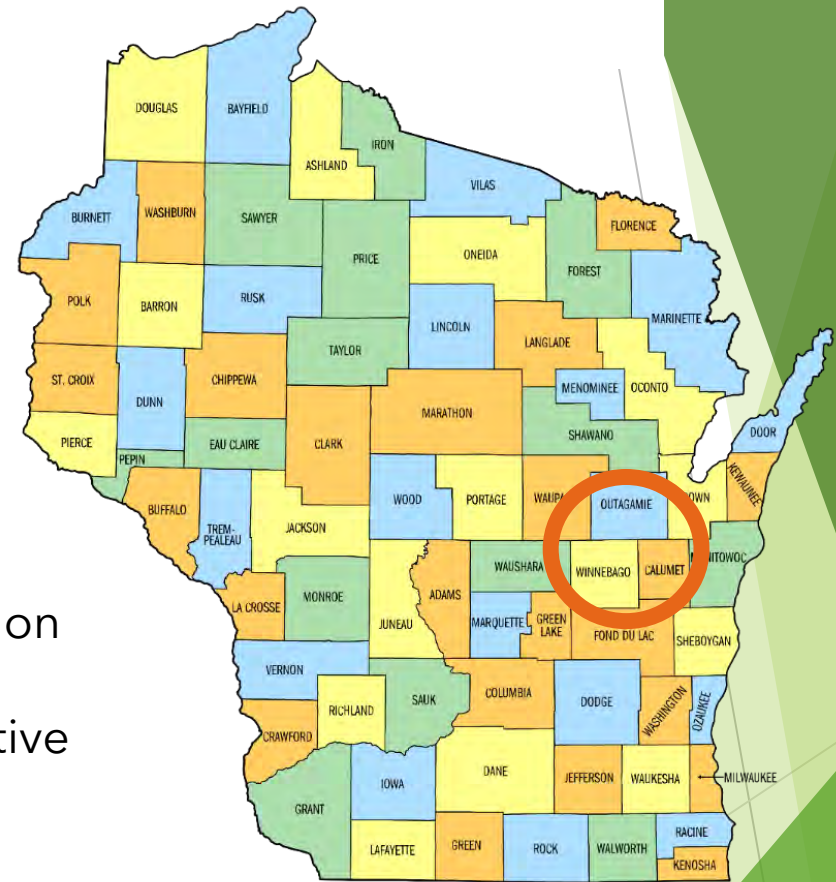 DOUGLAS
BAYFIELD
ASHLAND
IRON
VILAS
BURNETT
WASHBURN
SAWYER
FLORENCE
PRICE
ONEIDA
FOREST
POLK
BARRON
RUSK
MARINETTE
LINCOLN
LANGLADE
TAYLOR
ST. CROIX
DUNN
CHIPPEWA
MENOMINEE
OCONTO
MARATHON
PIERCE
EAU CLAIRE
CLARK
SHAWANO
DOOR
PEPIN
KEWAUNEE
WOOD
PORTAGE
WAUPA
OUTAGAMIE
OWN
BUFFALO
TREM-
PEALEAU
JACKSON
WAUSHARA
WINNEBAGO
CALUMET
NITOWOC
LA CROSSE
MONROE
ADAMS
on
JUNEAU
MARQUETTE
GREEN
LAKE
FOND DU LAC
SHEBOYGAN
VERNON
SAUK
COLUMBIA
DODGE
WASHINGTON
OZAUKEE
RICHLAND
tive
CRAWFORD
DANE
JEFFERSON
WAUKESHA
MILWAUKEE
IOWA
GRANT
LAFAYETTE
GREEN
ROCK
WALWORTH
RACINE
KENOSHA